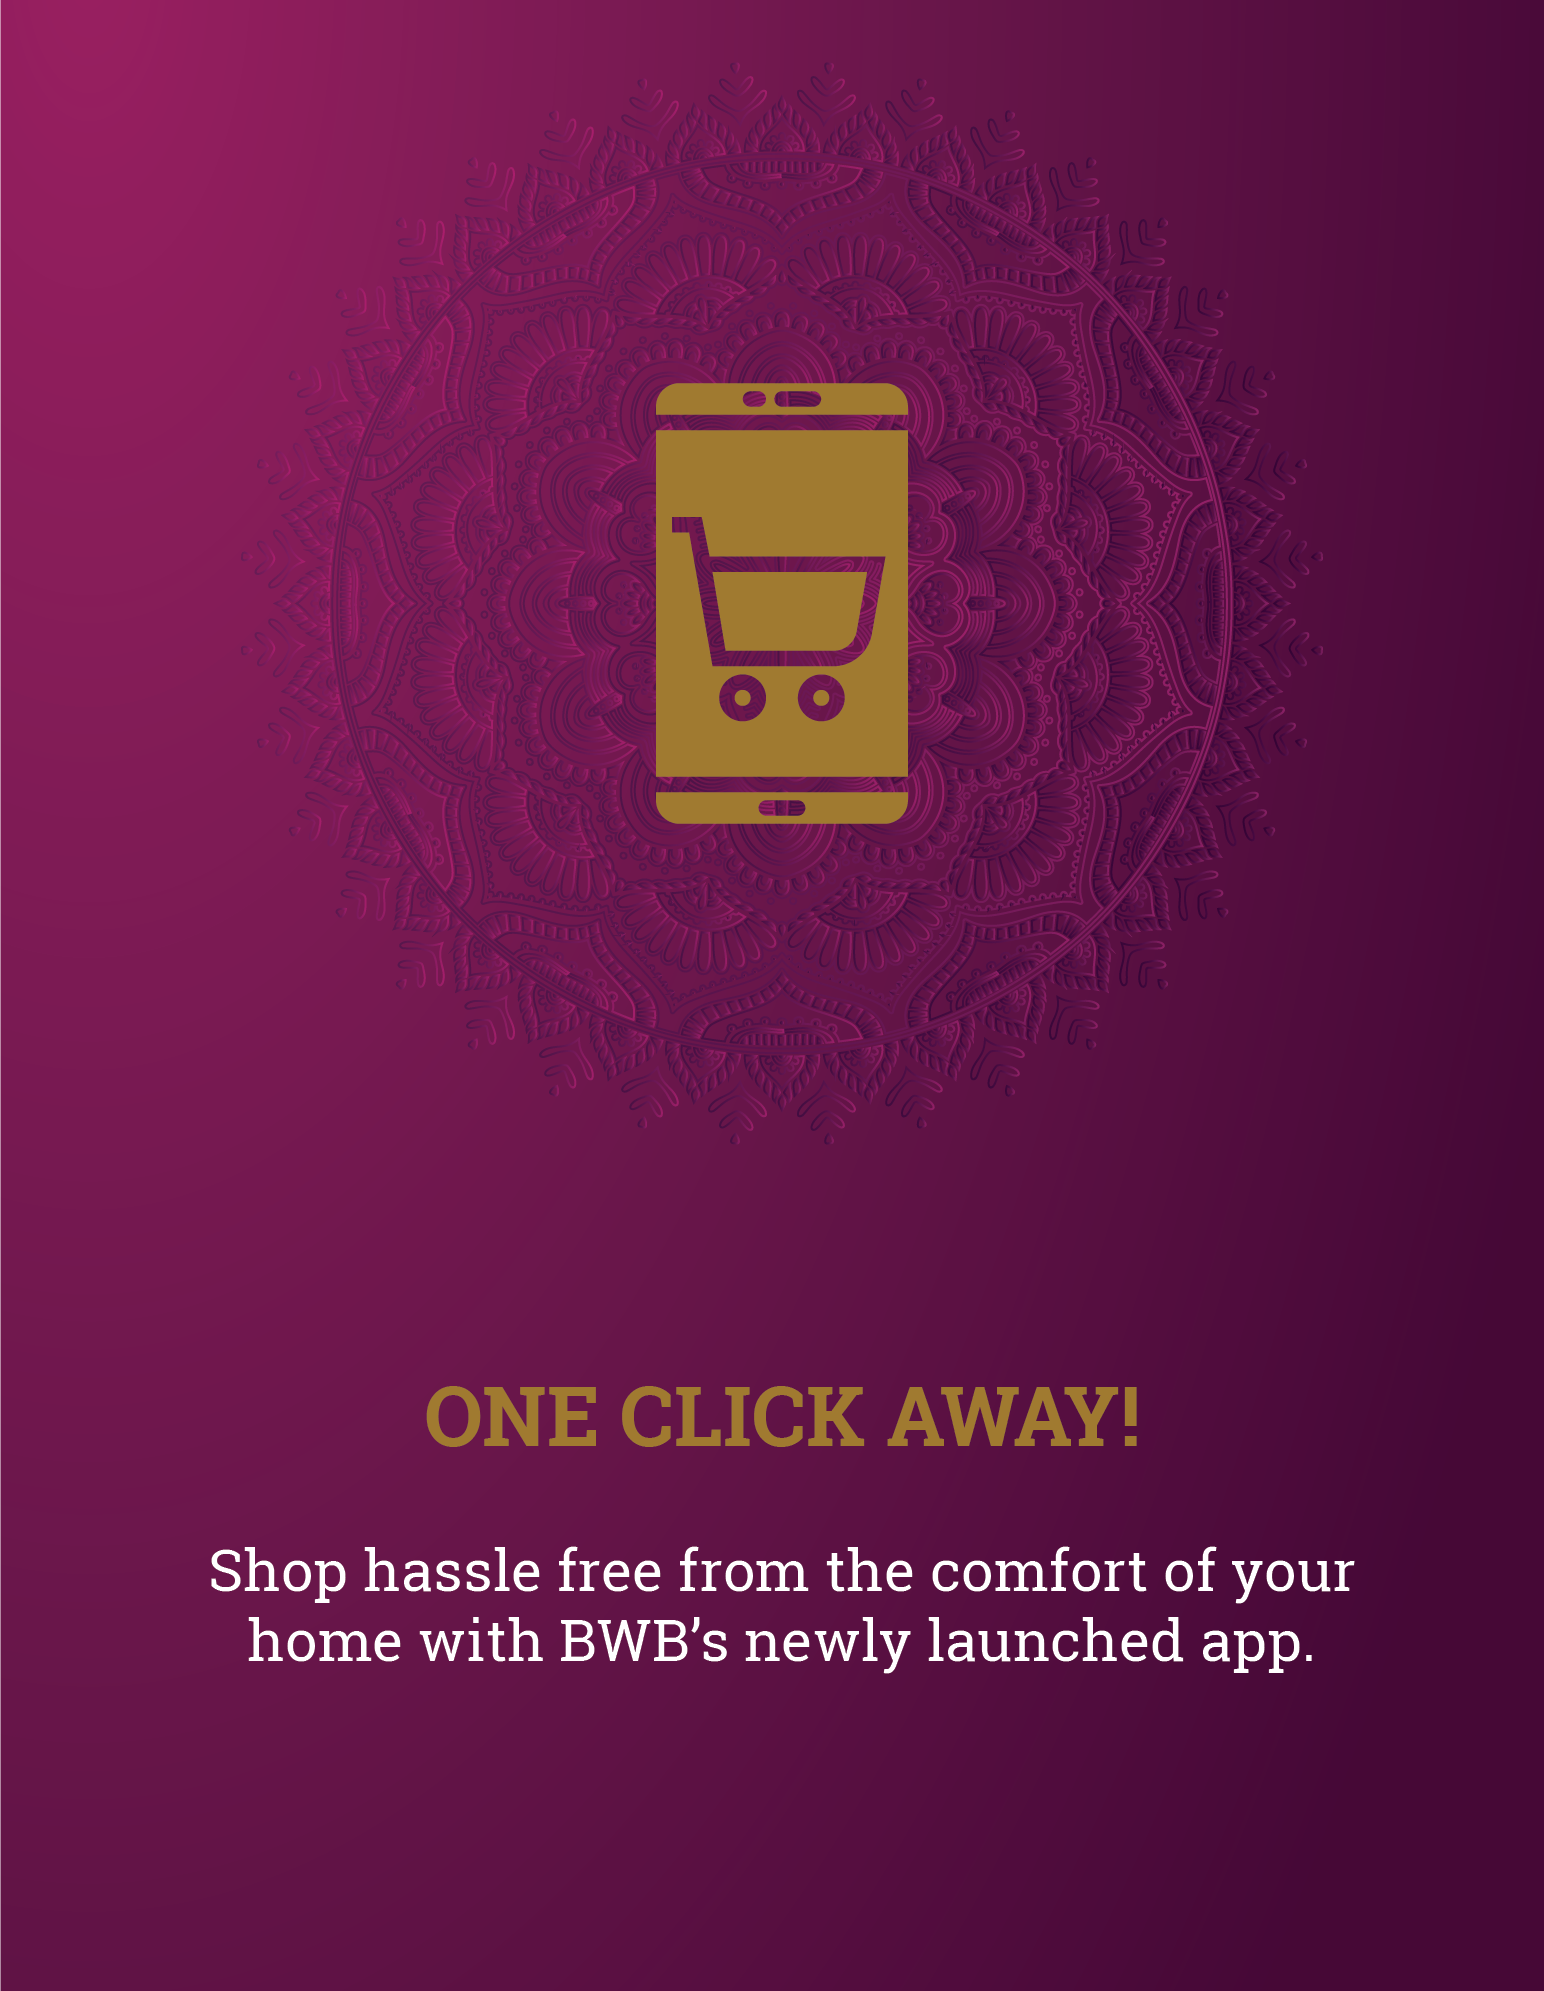 ONE CLICK AWAY!
Shop hassle free from the comfort of your
home with BWB’s newly launched app.